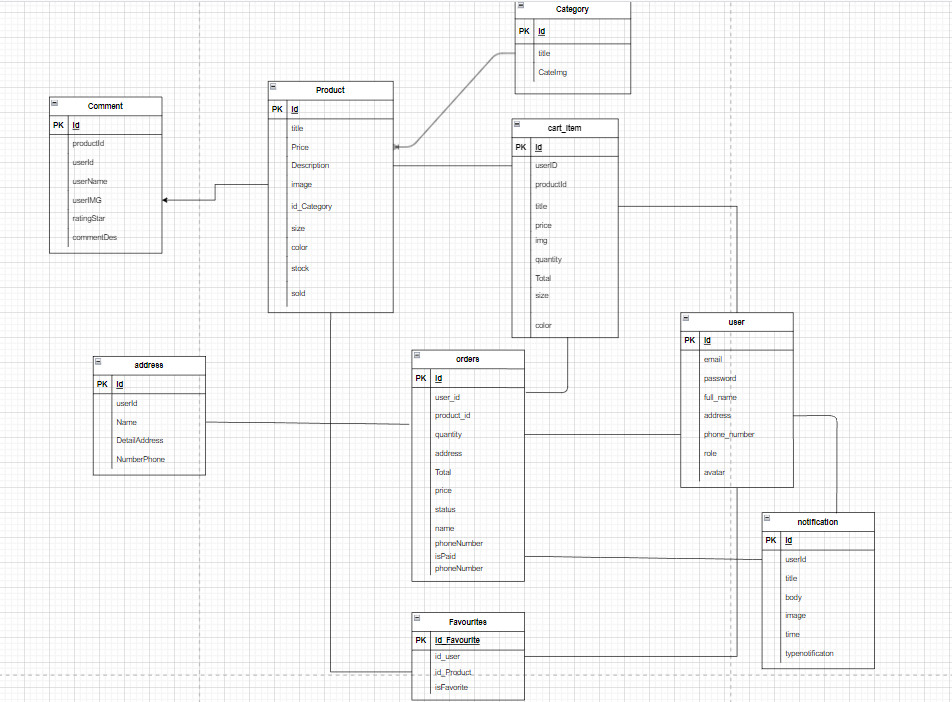 Category
PK Id
title
CateImg
Product
PK Id
title
Price
Description
image
id_Category
size
color
stock
sold
Comment
PK Id
productId
userId
userName
userIMG
ratingStar
commentDes
cart_item
PK Id
userID
productId
title
price
img
quantity
Total
size
color
user
PK Id
email
password
full_name
address
phone_number
role
avatar
address
PK Id
userId
Name
DetailAddress
NumberPhone
orders
PK Id
user_id
product_id
quantity
address
Total
price
status
name
phoneNumber
isPaid
phoneNumber
notification
PK Id
userId
title
body
image
time
typenotificaton
Favourites
PK Id_Favourite
id_user
id_Product
isFavorite